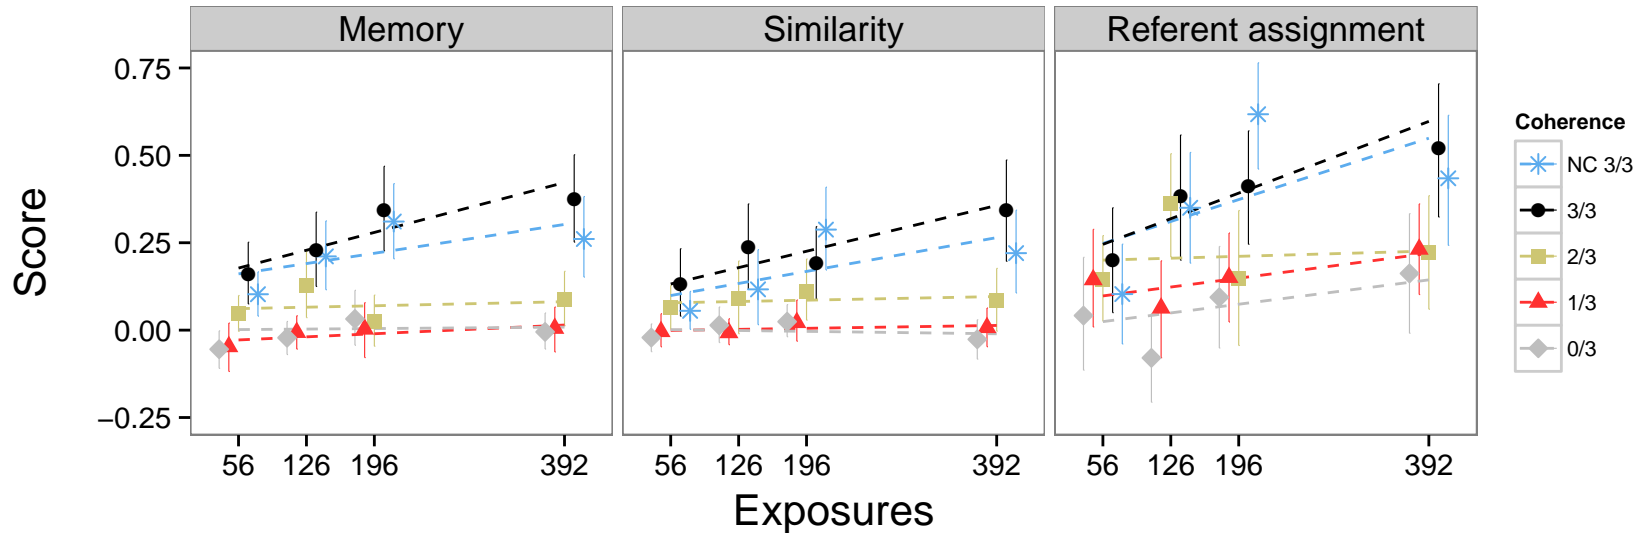 Memory
Similarity
Referent assignment
0.75
0.50
0.25
0.00
−0.25
Score
56 126 196 392
56 126 196 392
56 126 196 392
Exposures
Coherence
NC 3/3
3/3
2/3
1/3
0/3